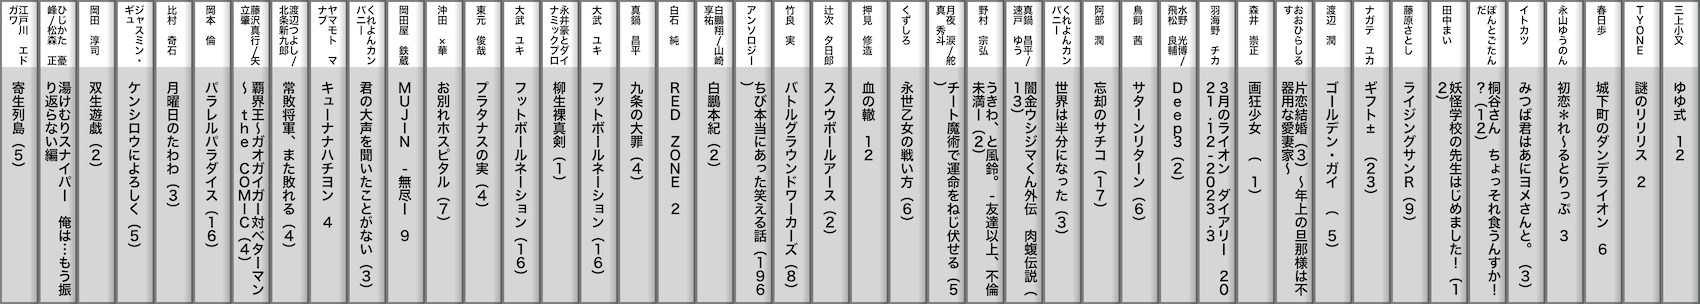 三上小又
ゆゆ式　12
ＴＹＯＮＥ
謎のリリリス　2
春日歩
城下町のダンデライオン　6
永山ゆうのん
初恋＊れ～るとりっぷ　3
イトカツ
みつば君はあにヨメさんと。（3）
ぽんとごたん
だ
桐谷さん　ちょっそれ食うんすか！
？（12）
田中まい
妖怪学校の先生はじめました！（1
2）
藤原さとし
ライジングサンＲ（9）
ナガテ　ユカ
ギフト±　（23）
渡辺　潤
ゴールデン・ガイ　（　5）
おおひらしる
す
片恋結婚（3）～年上の旦那様は不
器用な愛妻家～
森井　崇正
画狂少女　（　1）
羽海野　チカ
3月のライオン　ダイアリー　20
21.12-2023.3
水野　光博/
飛松　良輔
Deep3（2）
鳥飼　茜
サターンリターン（6）
阿部　潤
忘却のサチコ（17）
くれよんカン
パニー
世界は半分になった（3）
真鍋　昌平/
速戸　ゆう
闇金ウシジマくん外伝　肉蝮伝説（
13）
野村　宗弘
うきわ、と風鈴。　-友達以上、不倫
未満ー（2）
月夜　涙/舵
真　秀斗
チート魔術で運命をねじ伏せる（5
）
くずしろ
永世乙女の戦い方（6）
押見　修造
血の轍　12
辻次　夕日郎
スノウボールアース（2）
竹良　実
バトルグラウンドワーカーズ（8）
アンソロジー
ちび本当にあった笑える話（196
）
白鵬翔/山崎
享祐
白鵬本紀（2）
白石　純
ＲＥＤ　ＺＯＮＥ　2
真鍋　昌平
九条の大罪（4）
大武　ユキ
フットボールネーション（16）
永井豪とダイ
ナミックプロ
柳生裸真剣（1）
大武　ユキ
フットボールネーション（16）
東元　俊哉
プラタナスの実（4）
沖田　×華
お別れホスピタル（7）
岡田屋　鉄蔵
ＭＵＪＩＮ　-無尽ー　9
くれよんカン
パニー
君の大声を聞いたことがない（3）
ヤマモト　マ
ナブ
キューナナハチヨン　4
渡辺つよし/
北条新九郎
常敗将軍、また敗れる（4）
藤沢真行/矢
立肇
覇界王～ガオガイガー対ベターマン
～　the　COMIC（4）
岡本　倫
パラレルパラダイス（16）
比村　奇石
月曜日のたわわ（3）
ジャスミン・
ギュ
ケンシロウによろしく（5）
岡田　淳司
双生遊戯（2）
ひじかた　憂
峰/松森　正
湯けむりスナイパー　俺は…もう振
り返らない編
江戸川　エド
ガワ
寄生列島（5）